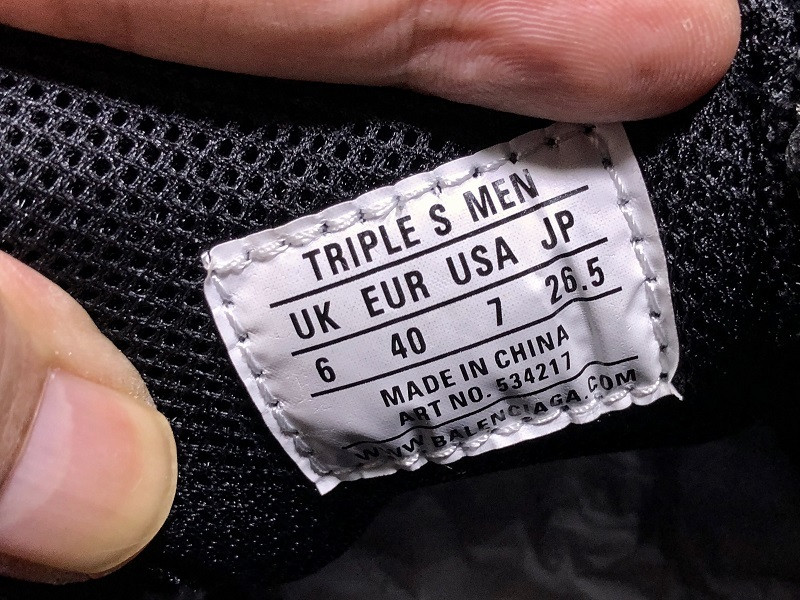 TRIPLE S MEN
UK EUR USA JP
6 40 7 26.5
MADE IN CHINA
ART NO. 534217
WWW.BALENCIAGA.COM